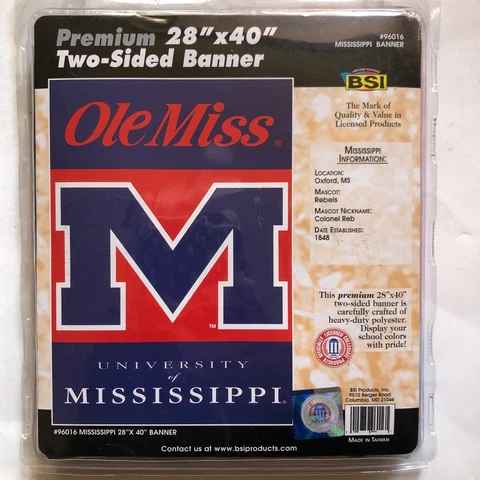 Premium 28"x40"
Two-Sided Banner
#96016
MISSISSIPPI BANNER
BSI
The Mark of
Quality & Value in
Licensed Products
MISSISSIPPI
INFORMATION:
LOCATION:
Oxford, MS
MASCOT:
Rebels
MASCOT NICKNAME:
Colonel Reb
DATE ESTABLISHED:
1848
Ole Miss®
M
TM
UNIVERSITY
of
MISSISSIPPI
This premium 28"x40"
two-sided banner is
carefully crafted of
heavy-duty polyester.
Display your
school colors
with pride!
OFFICIALLY LICENSED COLLEGIATE PRODUCTS
BSI Products, Inc.
9510 Berger Road
Columbia, MD 21046
#96016 MISSISSIPPI 28"X 40" BANNER
MADE IN TAIWAN
Contact us at www.bsiproducts.com